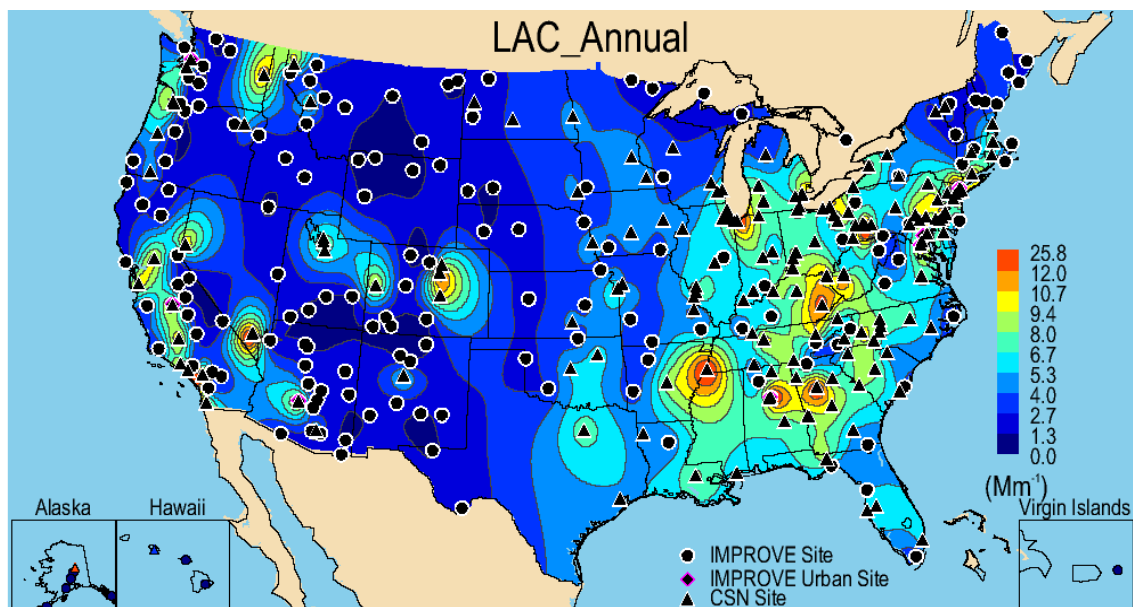 LAC_Annual
25.8
12.0
10.7
9.4
8.0
6.7
5.3
4.0
2.7
1.3
0.0
(Mm-1)
Alaska
Hawaii
Virgin Islands
IMPROVE Site
IMPROVE Urban Site
CSN Site